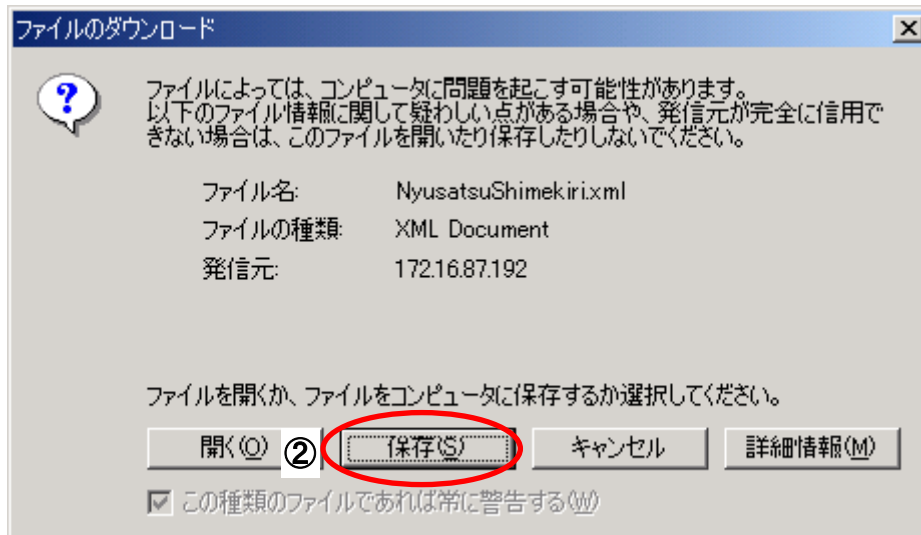 ファイルのダウンロード
ファイルによっては、コンピュータに問題を起こす可能性があります。
以下のファイル情報に関して疑わしい点がある場合や、発信元が完全に信用で
きない場合は、このファイルを開いたり保存したりしないでください。
ファイル名: NyusatsuShimekiri.xml
ファイルの種類: XML Document
発信元: 172.16.87.192
ファイルを開くか、ファイルをコンピュータに保存するか選択してください。
開く(O) ② 保存(S) キャンセル 詳細情報(M)
この種類のファイルであれば常に警告する(W)